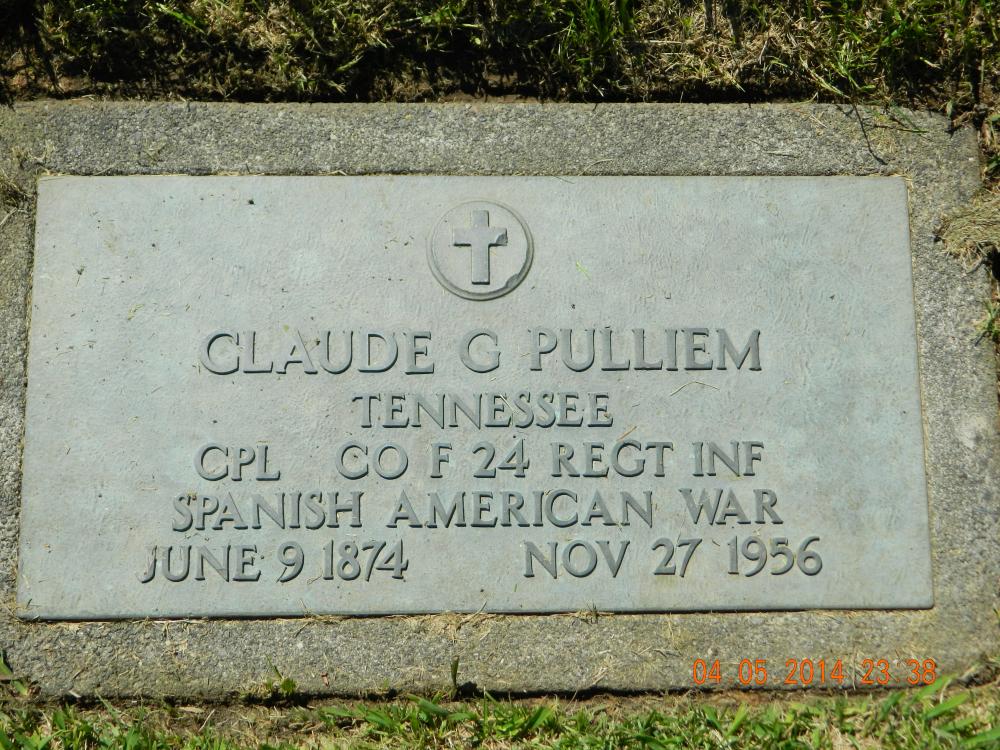 CLAUDE G PULLIEM
TENNESSEE
CPL CO F 24 REGT INF
SPANISH AMERICAN WAR
JUNE 9 1874 NOV 27 1956
04 05 2014 23 38